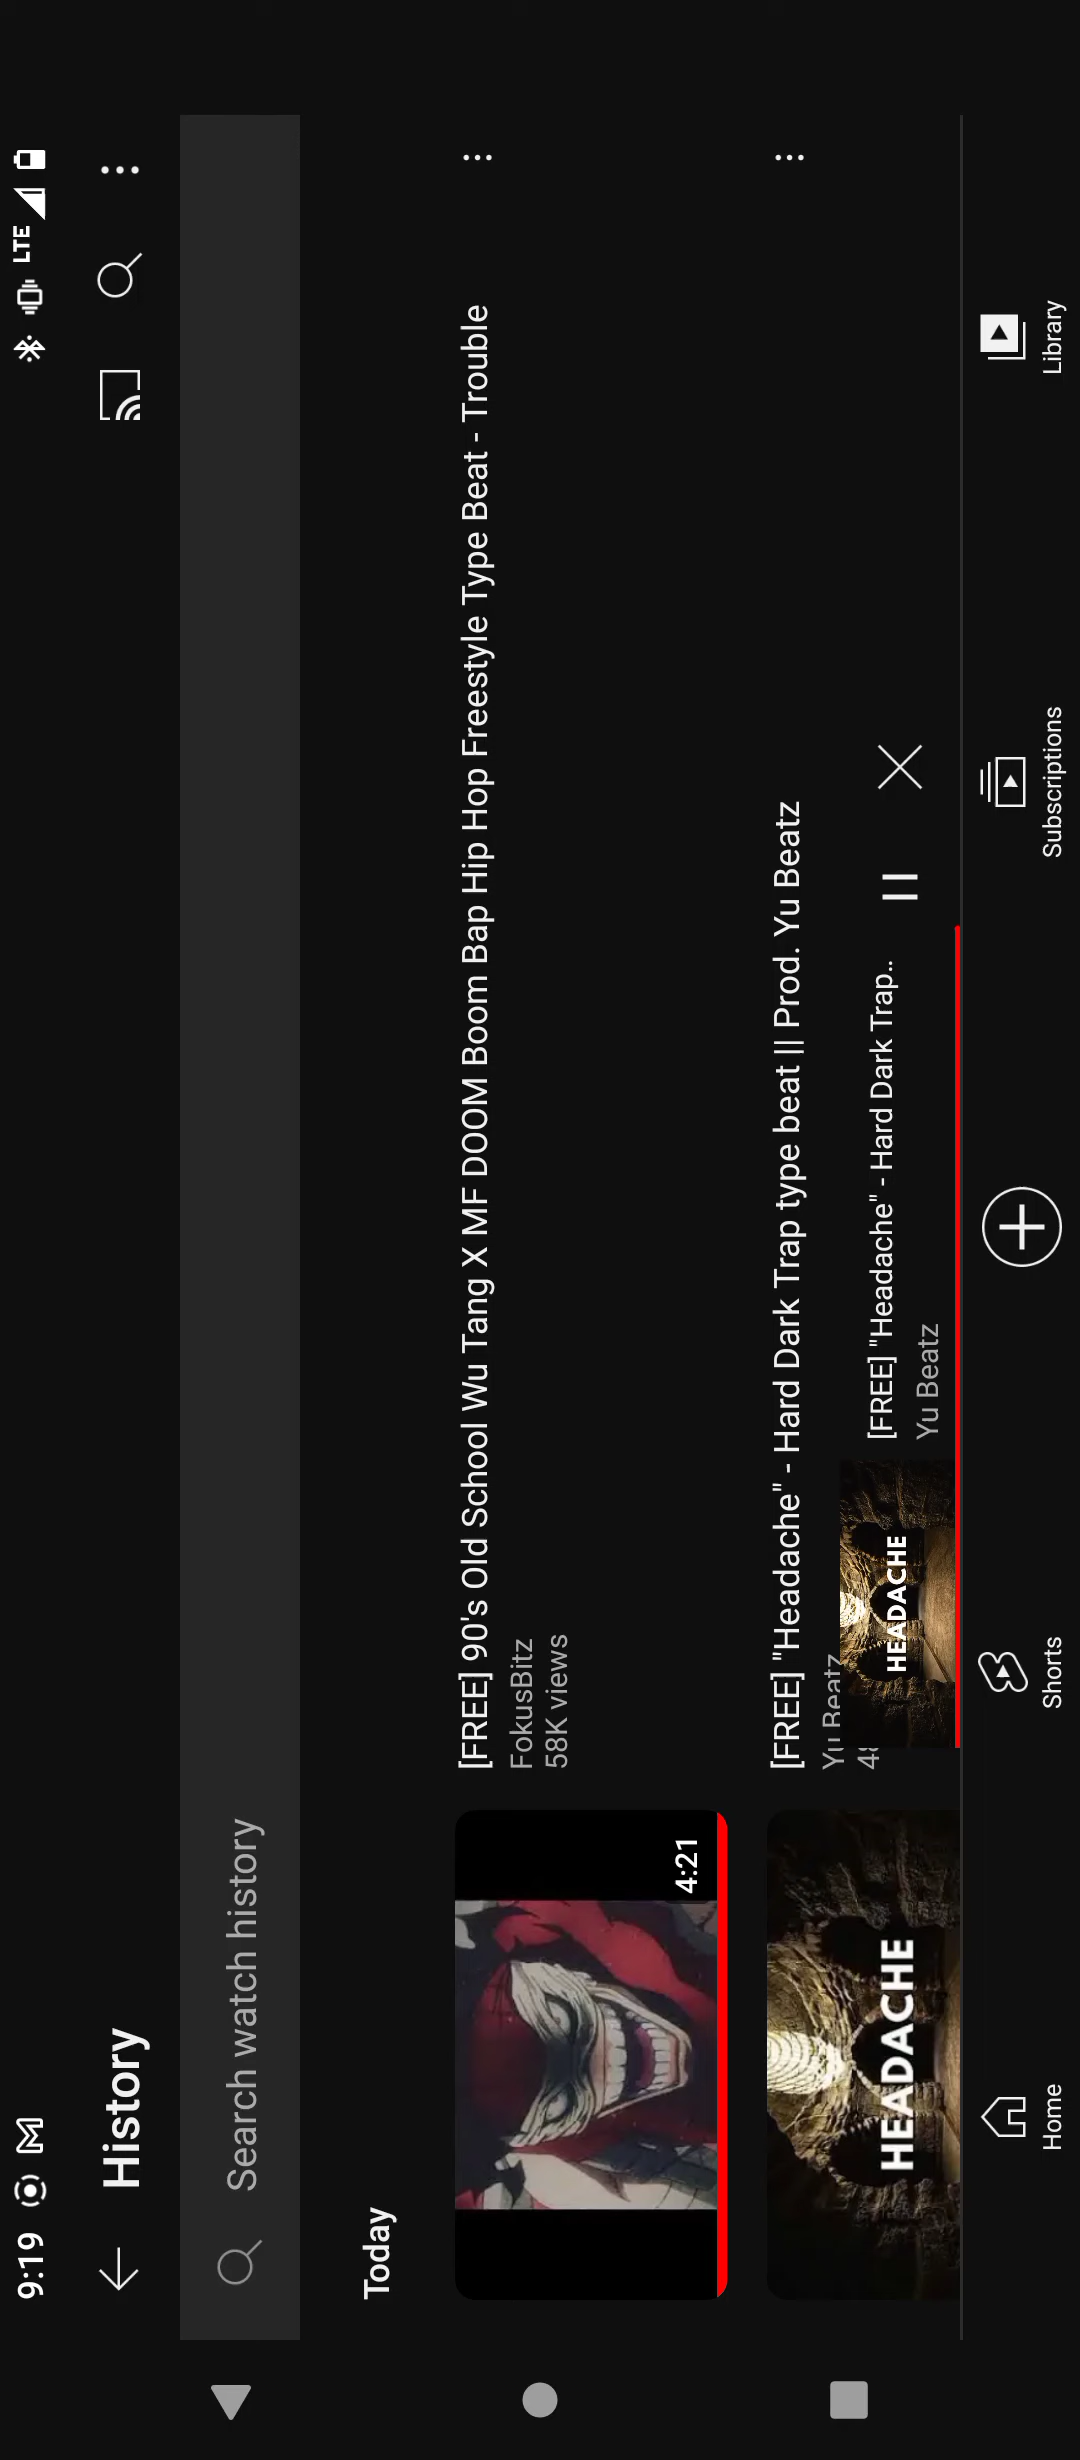 9:19 LTE
History
Search watch history
Today
4:21
[FREE] 90's Old School Wu Tang X MF DOOM Boom Bap Hip Hop Freestyle Type Beat - Trouble
FokusBitz
58K views
HEADACHE
[FREE] "Headache" - Hard Dark Trap type beat || Prod. Yu Beatz
Yu Beatz
HEADACHE
[FREE] "Headache" - Hard Dark Trap..
Yu Beatz
Home
Shorts
Subscriptions
Library